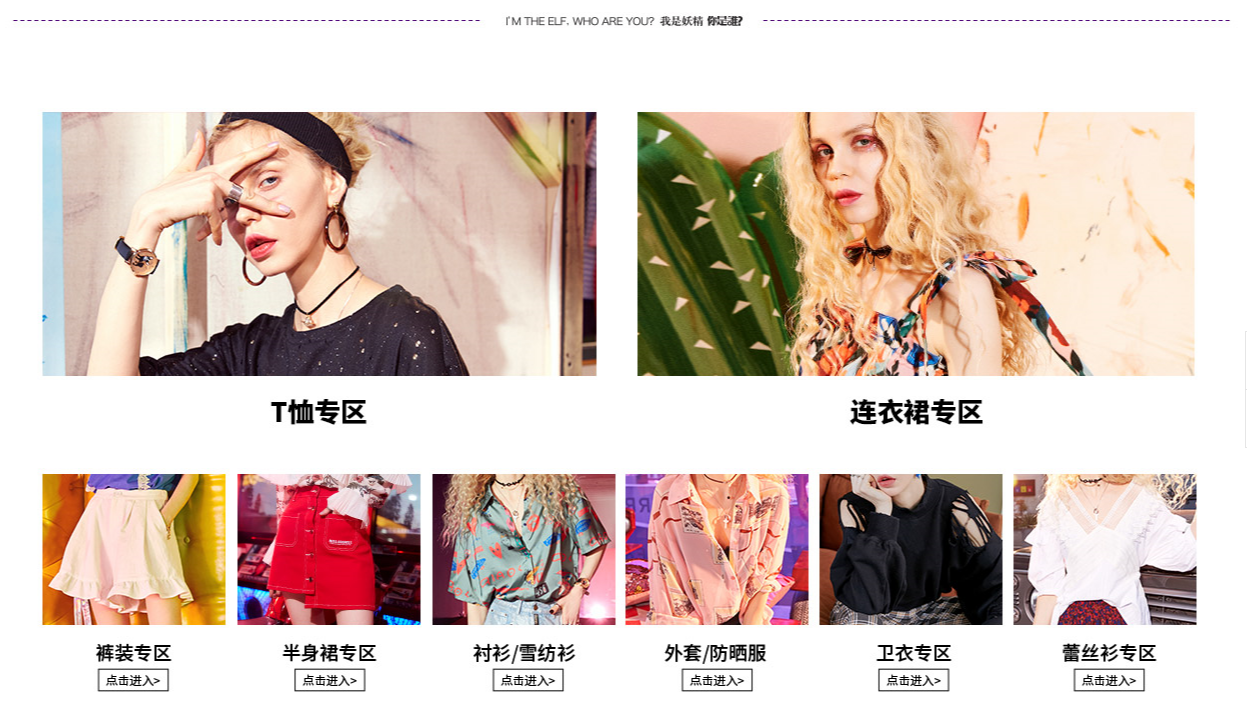 I'M THE ELF. WHO ARE YOU? 我是妖精 你是誰?
T恤专区
连衣裙专区
裤装专区
半身裙专区
衬衫/雪纺衫
外套/防晒服
卫衣专区
蕾丝衫专区
点击进入>
点击进入>
点击进入>
点击进入>
点击进入>
点击进入>